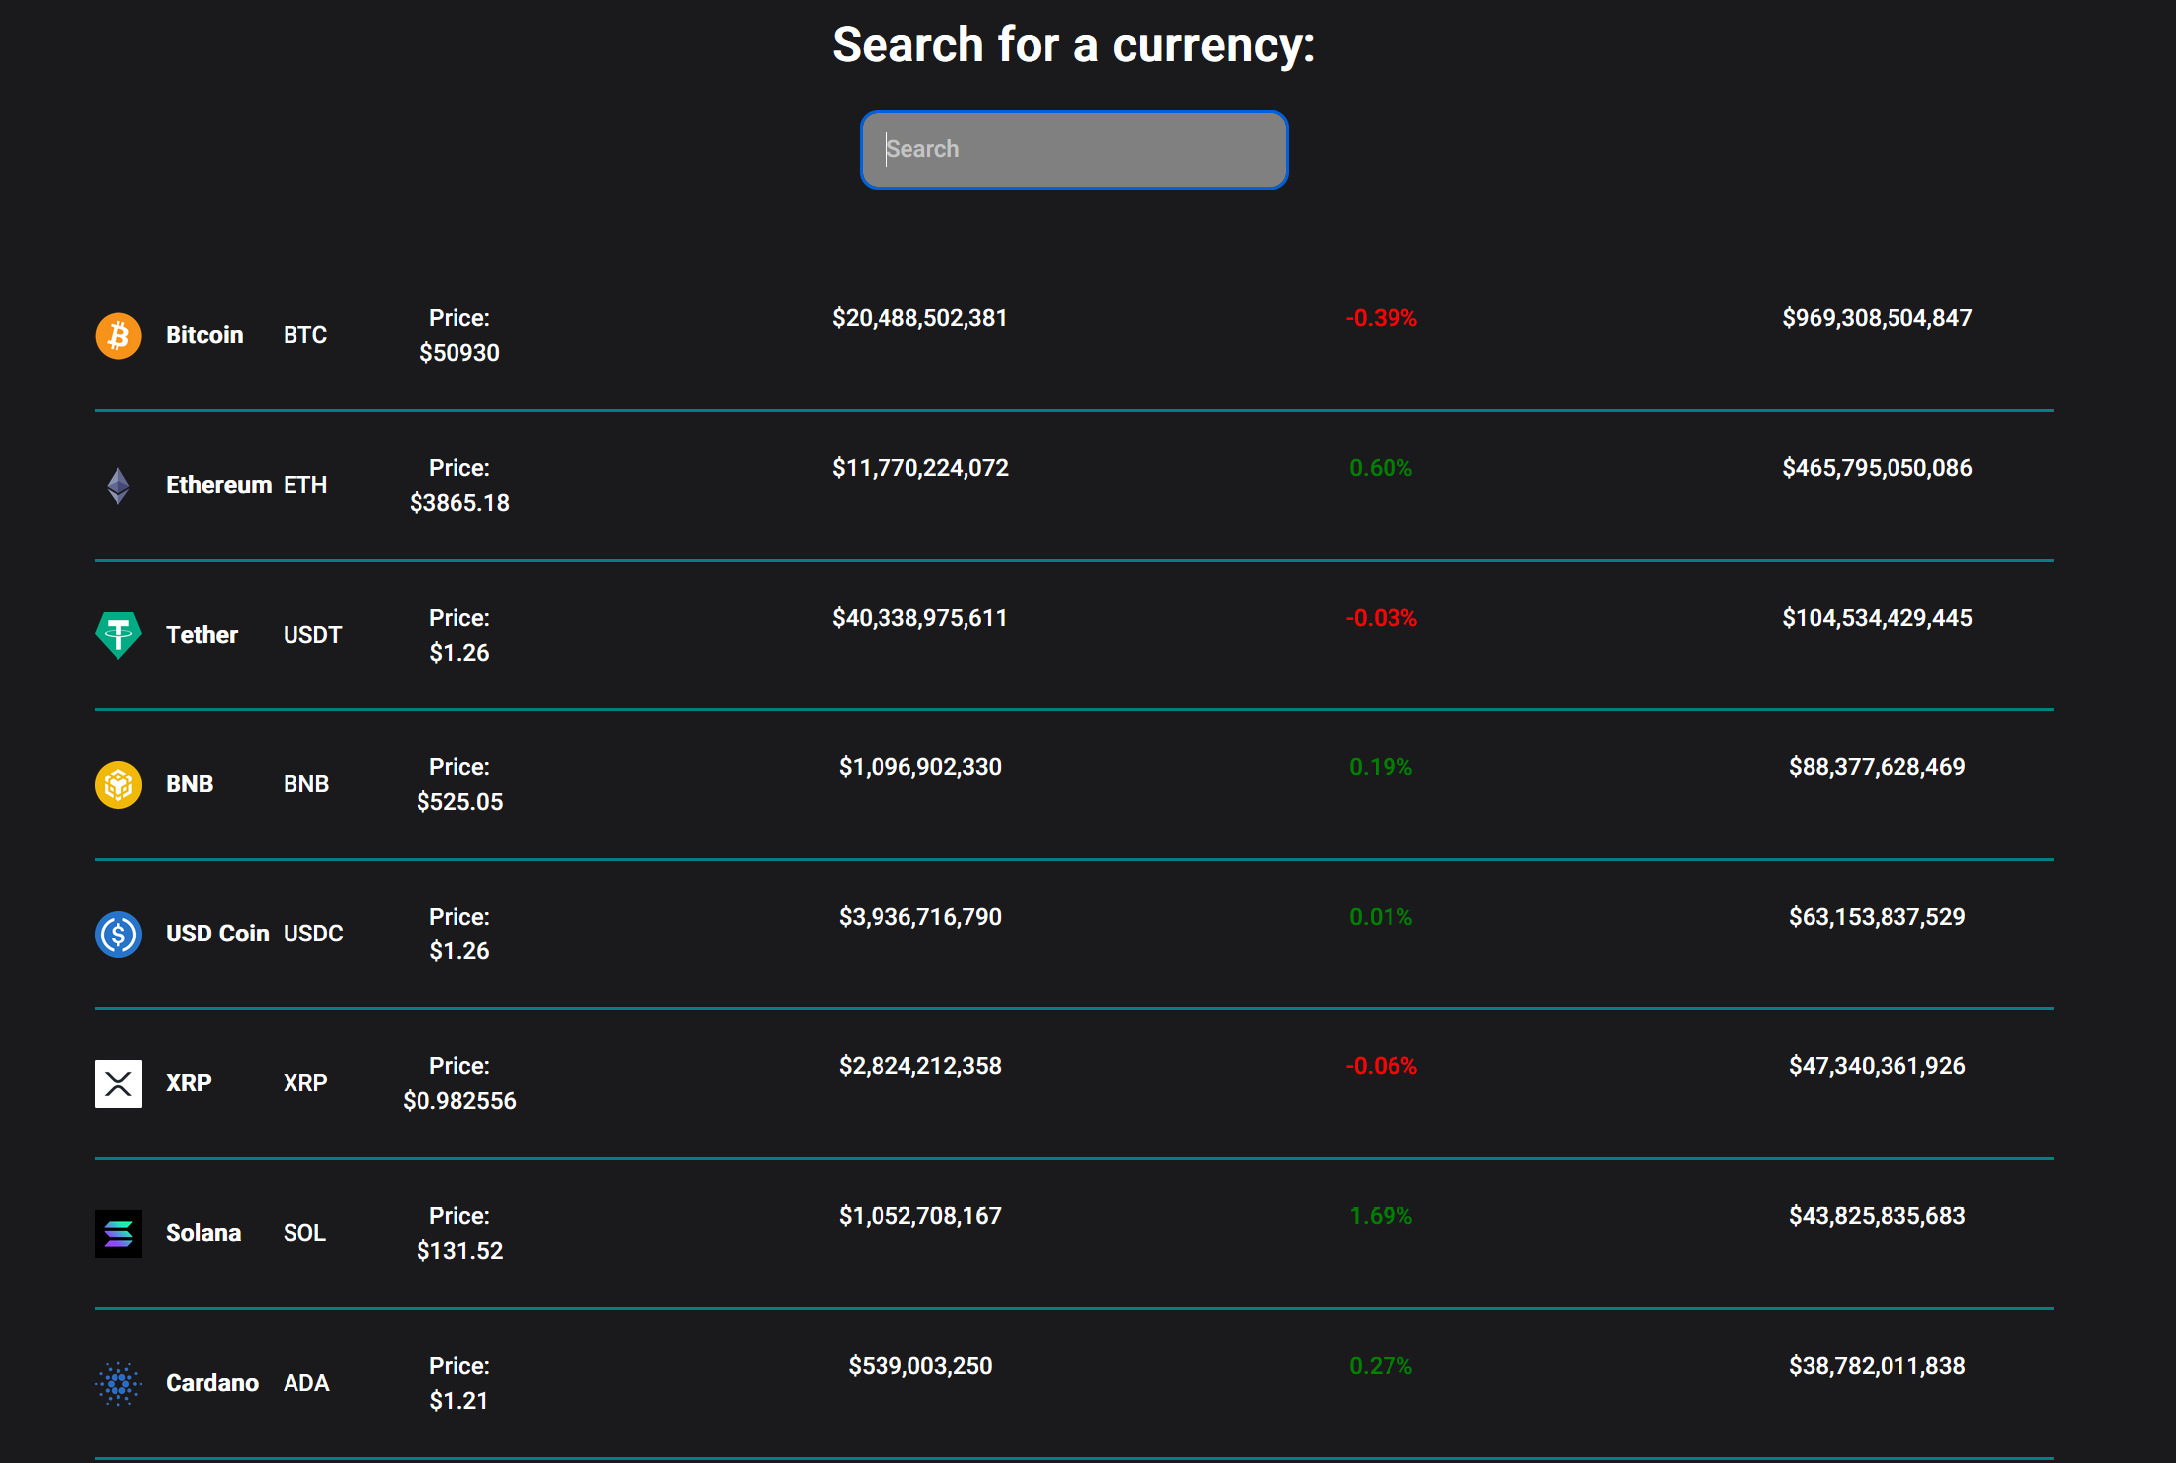 Search for a currency:
Search
Bitcoin BTC Price: $20,488,502,381 -0.39% $969,308,504,847
$50930
Ethereum ETH Price: $11,770,224,072 0.60% $465,795,050,086
$3865.18
Tether USDT Price: $40,338,975,611 -0.03% $104,534,429,445
$1.26
BNB BNB Price: $1,096,902,330 0.19% $88,377,628,469
$525.05
USD Coin USDC Price: $3,936,716,790 0.01% $63,153,837,529
$1.26
XRP XRP Price: $2,824,212,358 -0.06% $47,340,361,926
$0.982556
Solana SOL Price: $1,052,708,167 1.69% $43,825,835,683
$131.52
Cardano ADA Price: $539,003,250 0.27% $38,782,011,838
$1.21